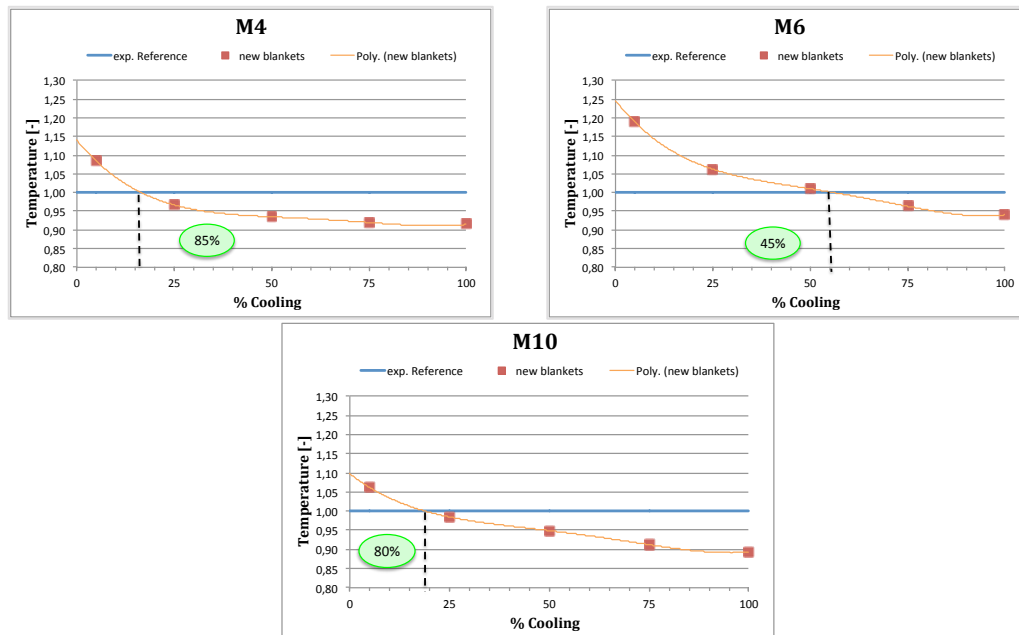 M4
exp. Reference new blankets Poly. (new blankets)
Temperature [-]
1,30
1,25
1,20
1,15
1,10
1,05
1,00
0,95
0,90
0,85
0,80
85%
0 25 50 75 100
% Cooling
M6
exp. Reference new blankets Poly. (new blankets)
Temperature [-]
1,30
1,25
1,20
1,15
1,10
1,05
1,00
0,95
0,90
0,85
0,80
45%
0 25 50 75 100
% Cooling
M10
exp. Reference new blankets Poly. (new blankets)
Temperature [-]
1,30
1,25
1,20
1,15
1,10
1,05
1,00
0,95
0,90
0,85
0,80
80%
0 25 50 75 100
% Cooling